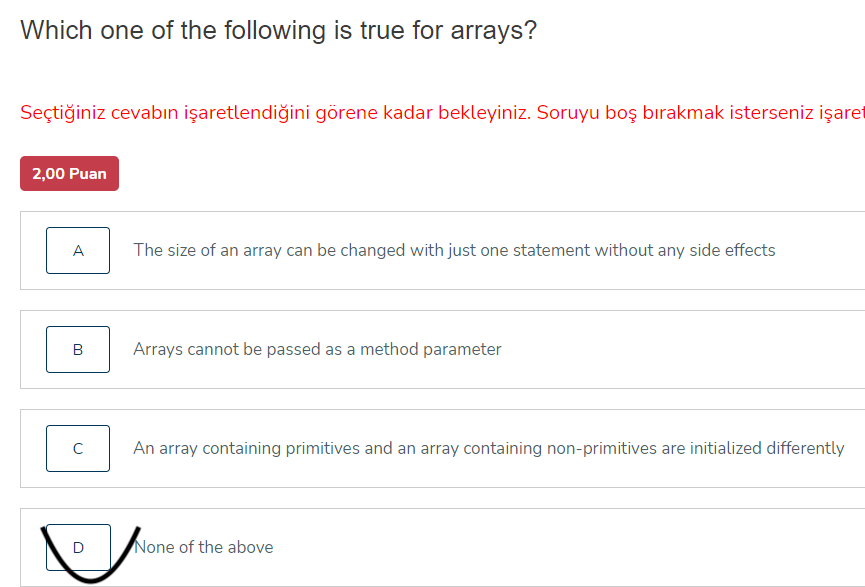 Which one of the following is true for arrays?
Seçtiğiniz cevabın işaretlendiğini görene kadar bekleyiniz. Soruyu boş bırakmak isterseniz işaret
2,00 Puan
A The size of an array can be changed with just one statement without any side effects
B Arrays cannot be passed as a method parameter
C An array containing primitives and an array containing non-primitives are initialized differently
D None of the above